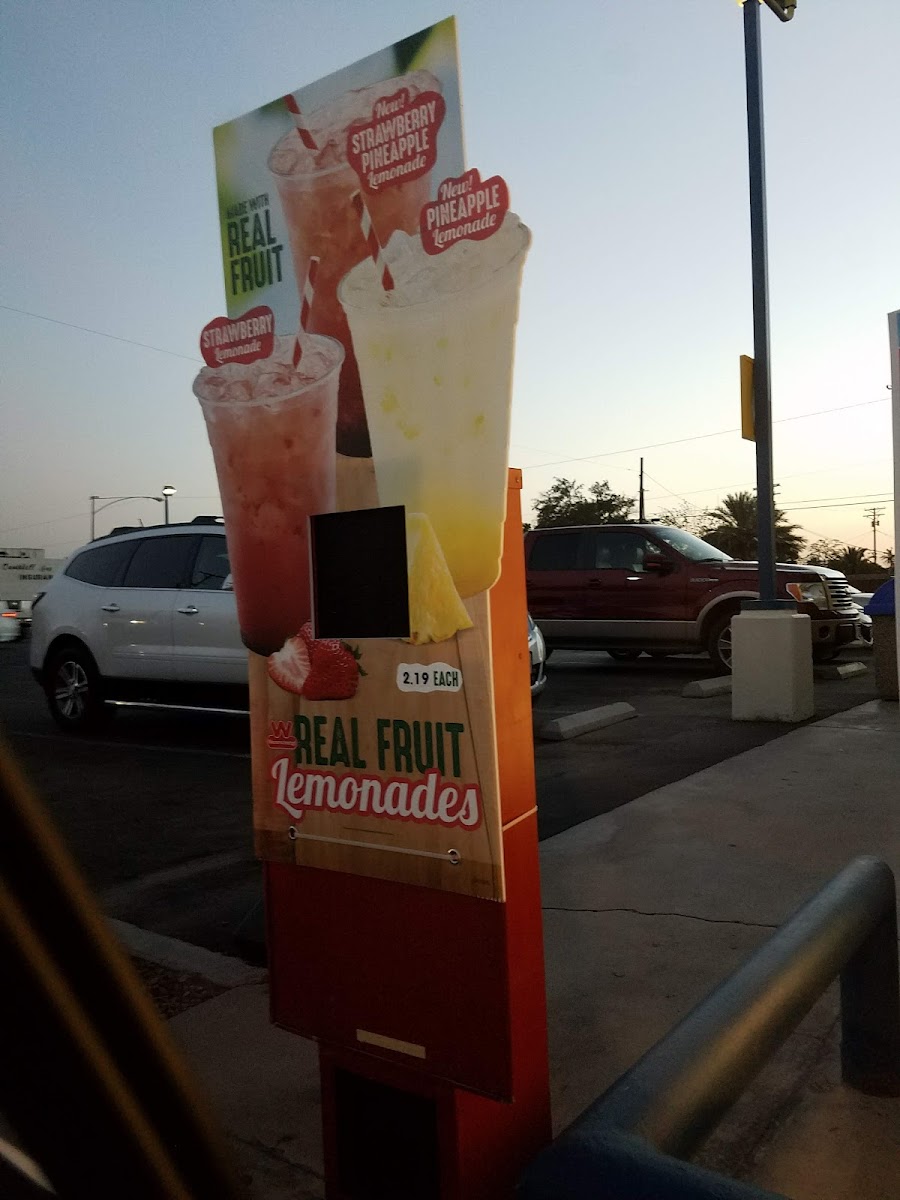 New!
STRAWBERRY
PINEAPPLE
Lemonade
New!
PINEAPPLE
Lemonade
MADE WITH
REAL
FRUIT
STRAWBERRY
Lemonade
2.19 EACH
W REAL FRUIT
Lemonades